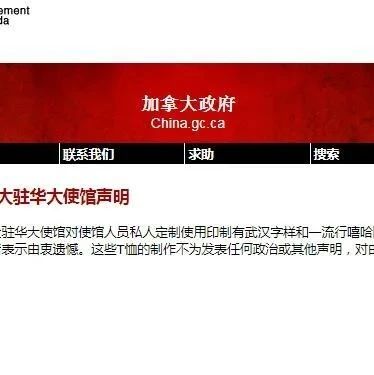 ement
da
加拿大政府
China.gc.ca
联系我们
求助
搜索
大驻华大使馆声明
驻华大使馆对使馆人员私人定制使用印制有武汉字样和一流行嘻哈
表示由衷遗憾。这些T恤的制作不为发表任何政治或其他声明，对